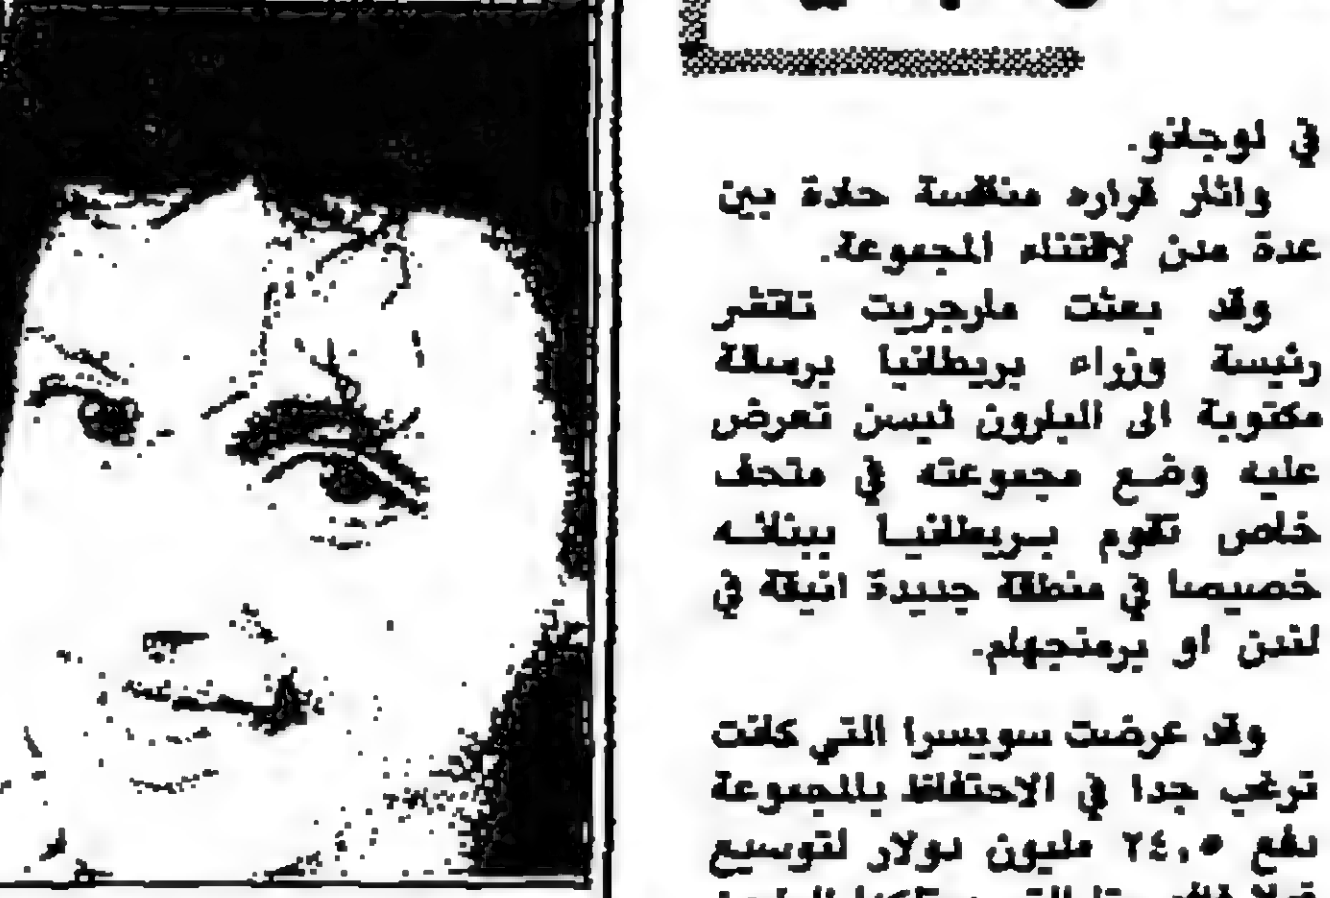 في لوجانو.
واثار قراره منافسة حادة بين
عدة مدن لاقتناء المجموعة.
وقد بعثت مارجريت تاتشر
رئيسة وزراء بريطانيا برسالة
مكتوبة الى البارون تيسن تعرض
عليه وضع مجموعته في متحف
خاص تقوم بريطانيا ببنائه
خصيصا في منطقة جديدة انيقة في
لندن او برمنجهام.
وقد عرضت سويسرا التي كانت
ترغب جدا في الاحتفاظ بالمجموعة
دفع ٢٤,٥ مليون دولار لتوسيع